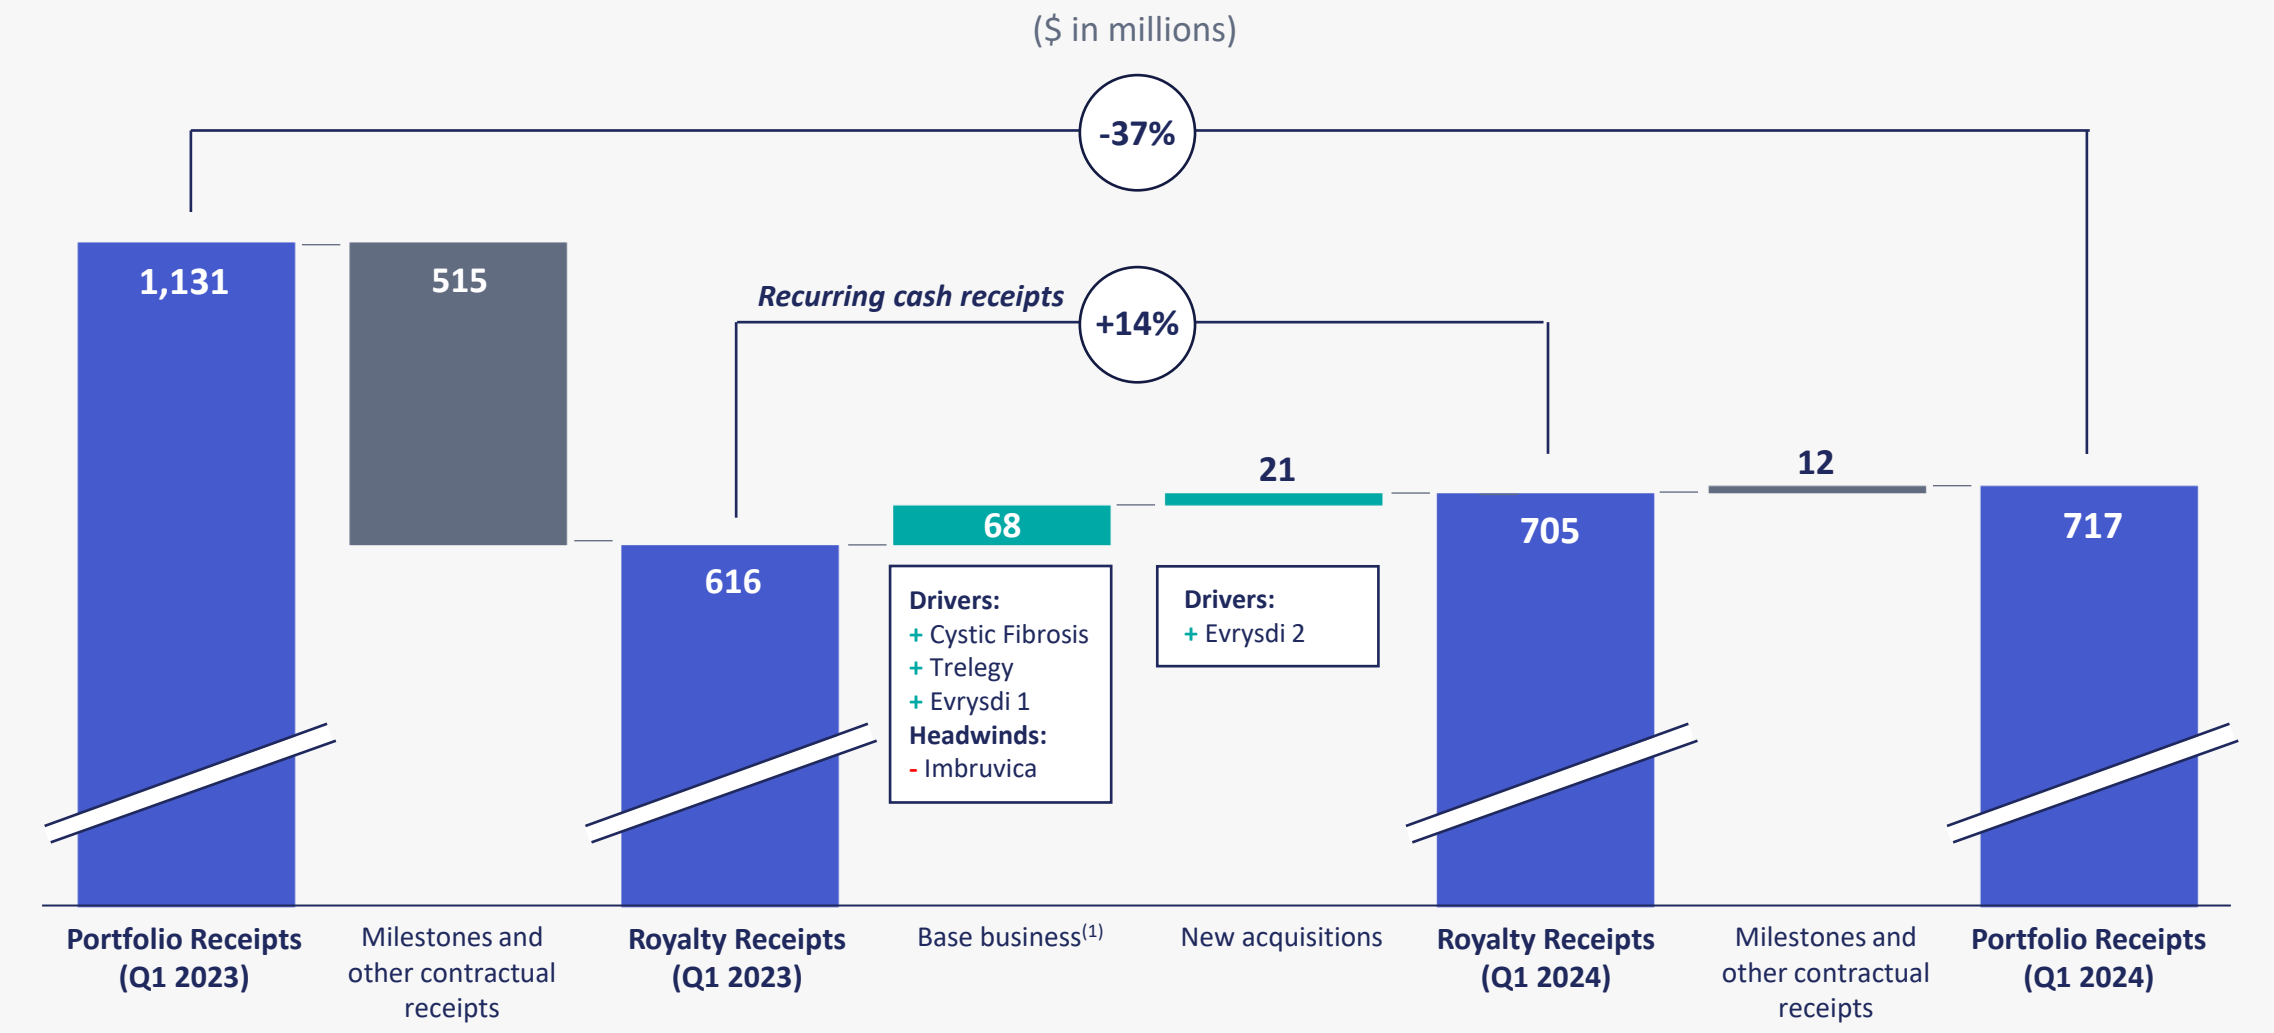 ($ in millions)
-37%
1,131
515
Recurring cash receipts
+14%
616
68
21
705
12
717
Drivers:
+ Cystic Fibrosis
+ Trelegy
+ Evrysdi 1
Headwinds:
- Imbruvica
Drivers:
+ Evrysdi 2
Portfolio Receipts
(Q1 2023)
Milestones and
other contractual
receipts
Royalty Receipts
(Q1 2023)
Base business(1)
New acquisitions
Royalty Receipts
(Q1 2024)
Milestones and
other contractual
receipts
Portfolio Receipts
(Q1 2024)